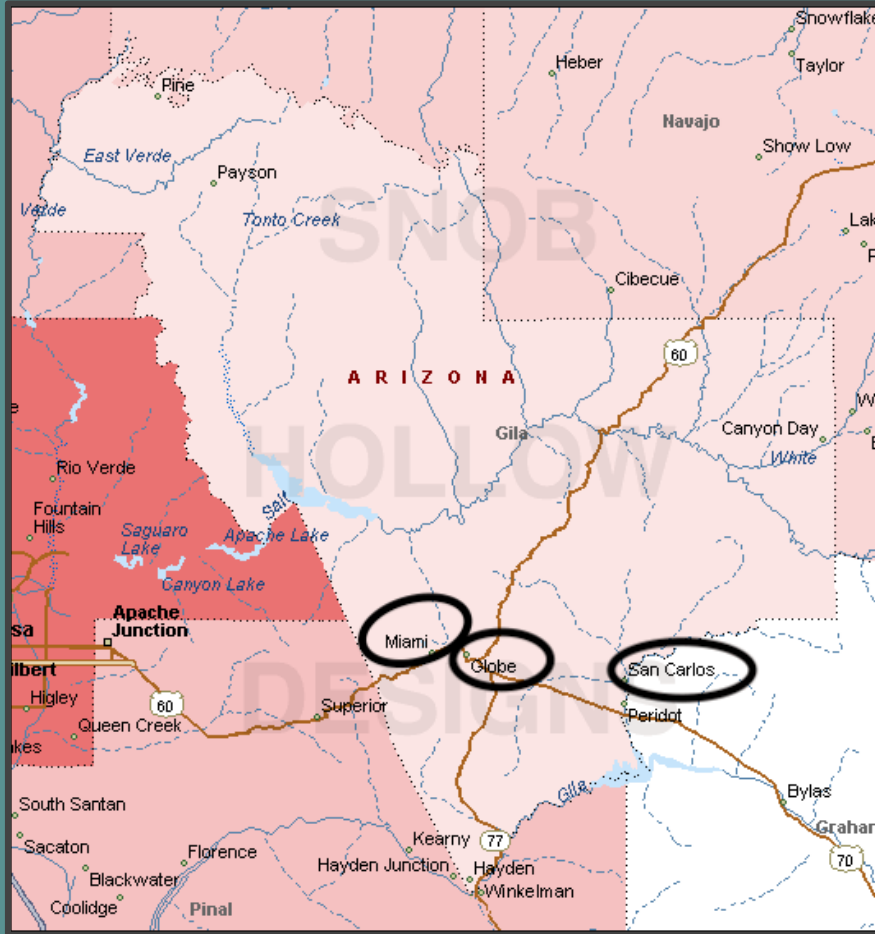 Snowflake
Heber
Taylor
Pine
Navajo
Show Low
East Verde
Payson
Verde
Tonto Creek
SNOB
Cibecue
60
ARIZONA
Gila
Canyon Day
White
HOLLOW
Rio Verde
Fountain
Hills
Salt
Saguaro
Lake
Apache Lake
Canyon Lake
Apache
Junction
sa
Miami
Globe
San Carlos
ilbert
DESIGNS
Higley
60
Superior
Peridot
Queen Creek
kes
Gila
Bylas
South Santan
Graham
77
Kearny
Sacaton
Florence
Hayden Junction
Hayden
70
Blackwater
Winkelman
Coolidge
Pinal